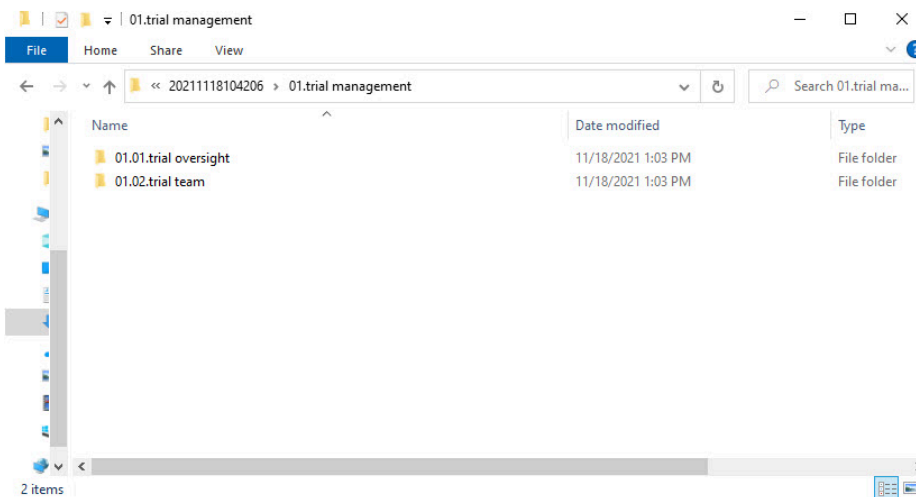 01.trial management
File Home Share View
« 20211118104206 › 01.trial management Search 01.trial ma...
Name Date modified Type
01.01.trial oversight 11/18/2021 1:03 PM File folder
01.02.trial team 11/18/2021 1:03 PM File folder
2 items